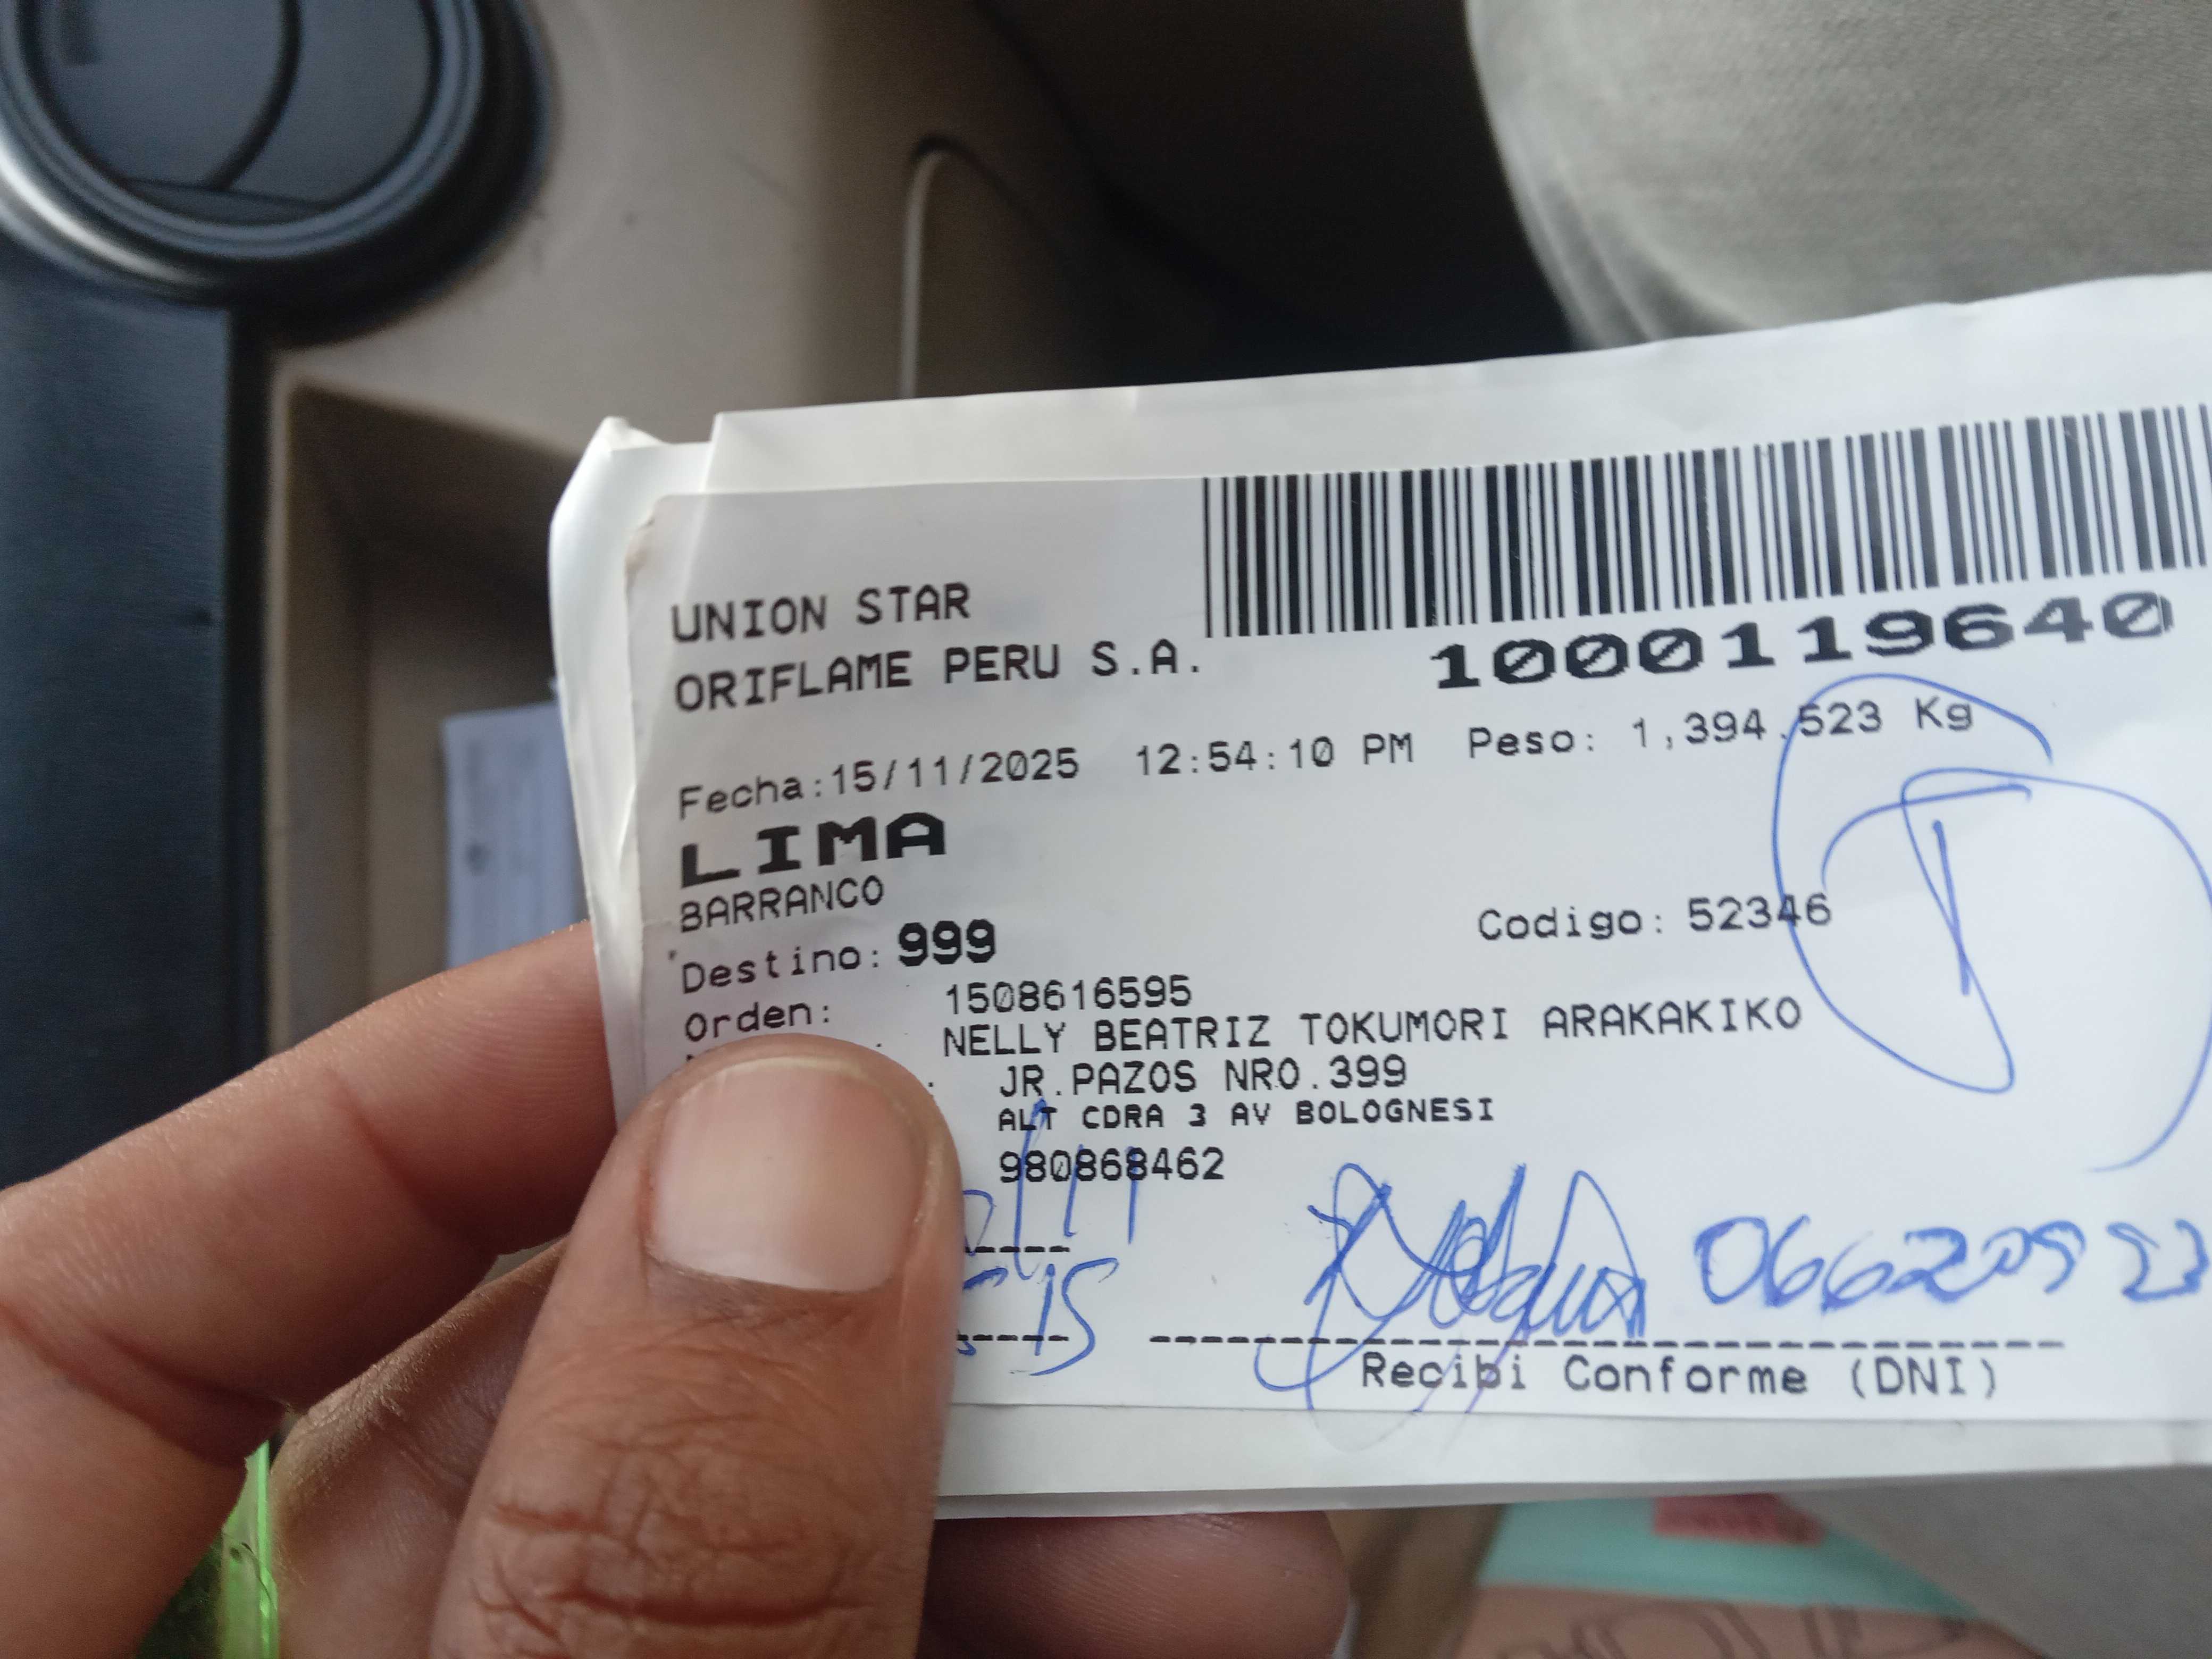 UNION STAR
ORIFLAME PERU S.A.
1000119640
Fecha:15/11/2025 12:54:10 PM Peso: 1,394.523 Kg
LIMA
BARRANCO
Destino: 999 Codigo: 52346
Orden: 1508616595
NELLY BEATRIZ TOKUMORI ARAKAKIKO
JR.PAZOS NRO.399
ALT CDRA 3 AV BOLOGNESI
980868462
Recibi Conforme (DNI)